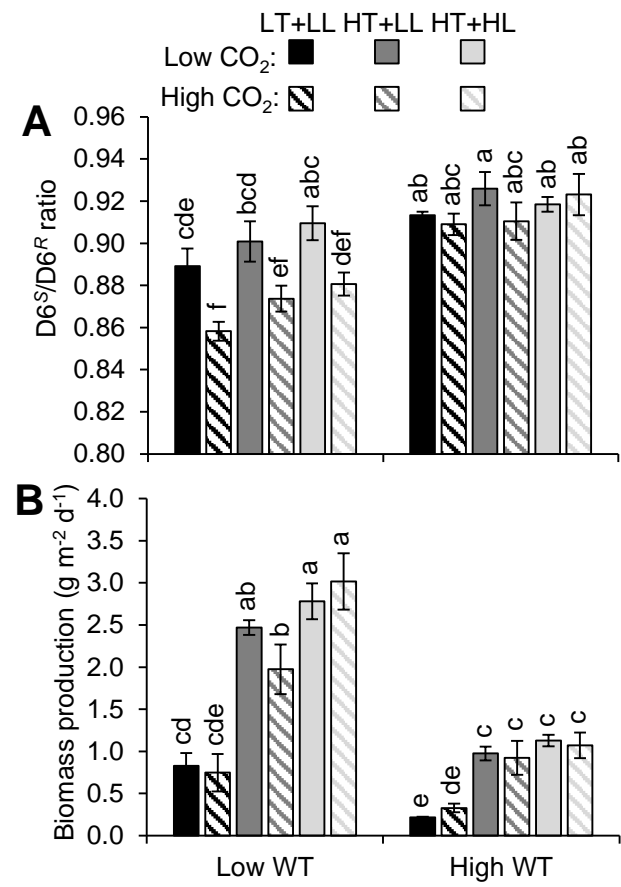 LT+LL HT+LL HT+HL
Low CO₂:
High CO₂:
A
D6ˢ/D6ᴿ ratio
0.96
0.94
0.92
0.90
0.88
0.86
0.84
0.82
0.80
cde
f
bcd
ef
abc
def
ab
abc
a
abc
ab
ab
B
Biomass production (g m⁻² d⁻¹)
4.0
3.5
3.0
2.5
2.0
1.5
1.0
0.5
0.0
cd
cde
ab
b
a
a
e
de
c
c
c
c
Low WT
High WT